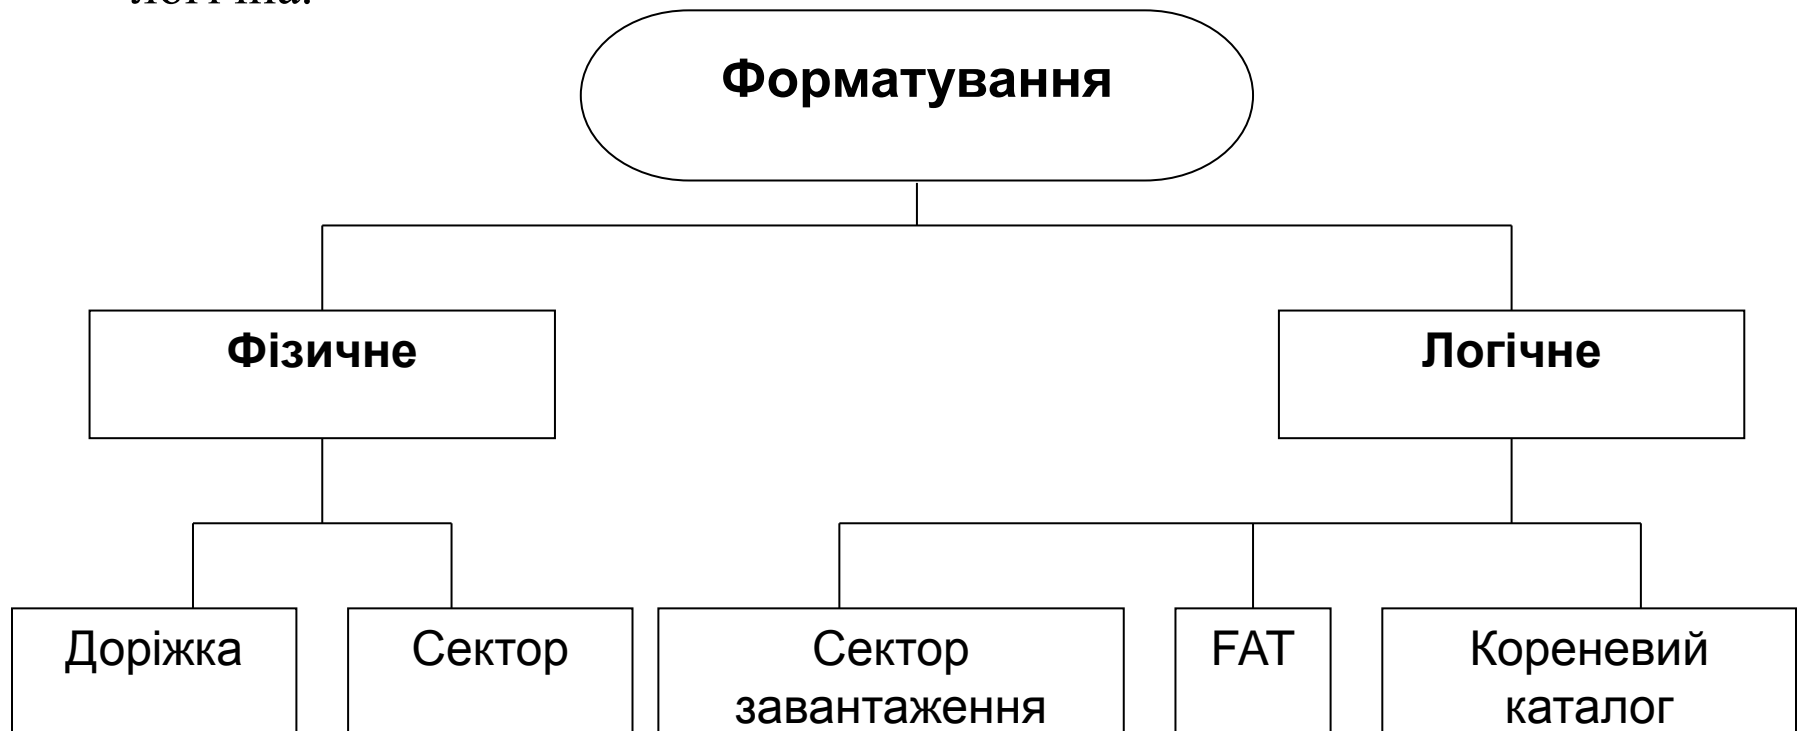 Форматування
Фізичне
Логічне
Доріжка
Сектор
Сектор
завантаження
FAT
Кореневий
каталог